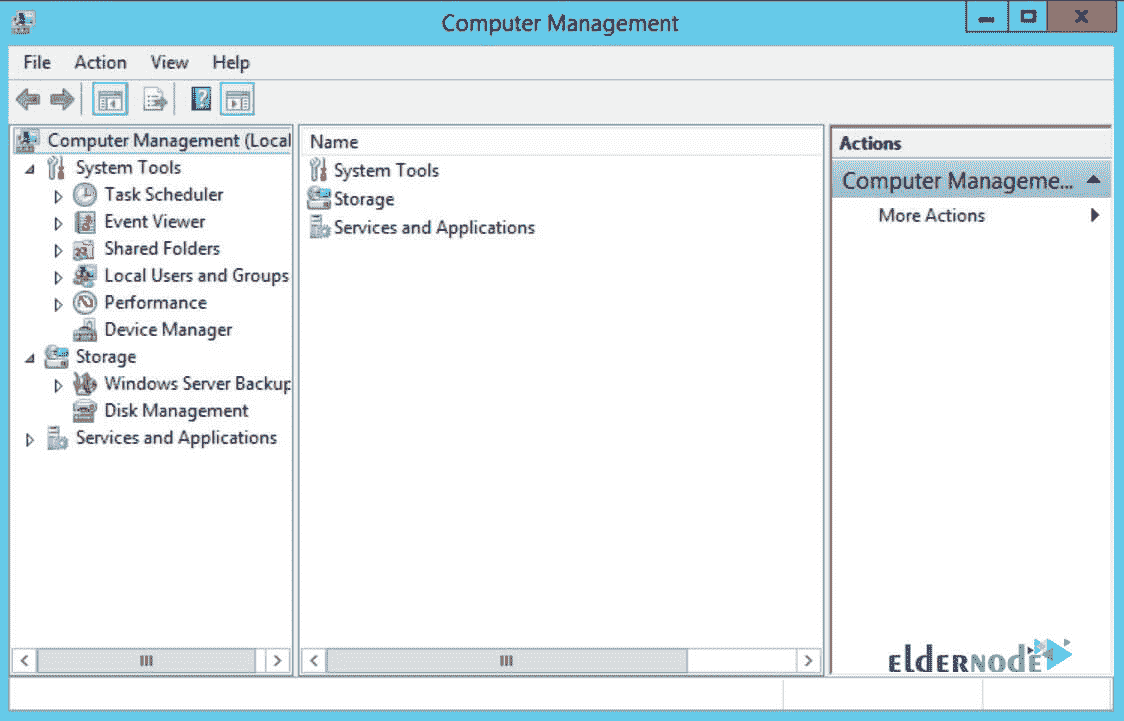 Computer Management
File Action View Help
Computer Management (Local
System Tools
Task Scheduler
Event Viewer
Shared Folders
Local Users and Groups
Performance
Device Manager
Storage
Windows Server Backup
Disk Management
Services and Applications
Name
System Tools
Storage
Services and Applications
Actions
Computer Manageme...
More Actions
eldernode